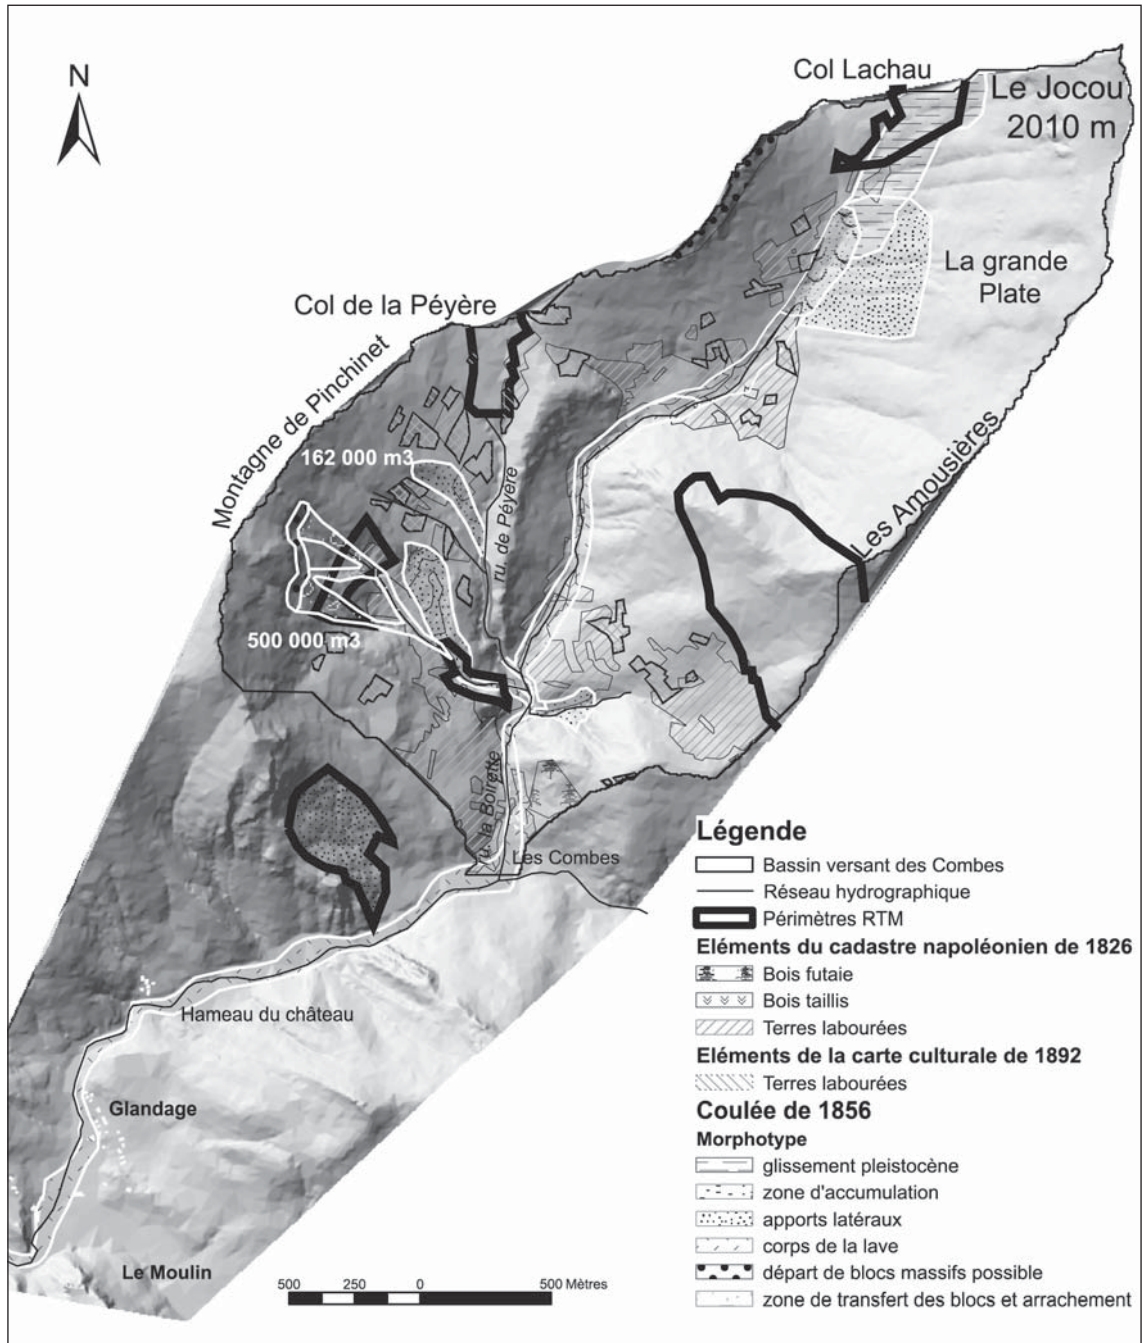 N
Col Lachau
Le Jocou
2010 m
La grande
Plate
Col de la Péyère
Montagne de Pinchinet
Les Amousières
162 000 m3
ru. de Péyère
500 000 m3
ru. la Boirette
Les Combes
Hameau du château
Glandage
Le Moulin
500 250 0 500 Mètres
Légende
Bassin versant des Combes
Réseau hydrographique
Périmètres RTM
Eléments du cadastre napoléonien de 1826
Bois futaie
Bois taillis
Terres labourées
Eléments de la carte culturale de 1892
Terres labourées
Coulée de 1856
Morphotype
glissement pleistocène
zone d'accumulation
apports latéraux
corps de la lave
départ de blocs massifs possible
zone de transfert des blocs et arrachement